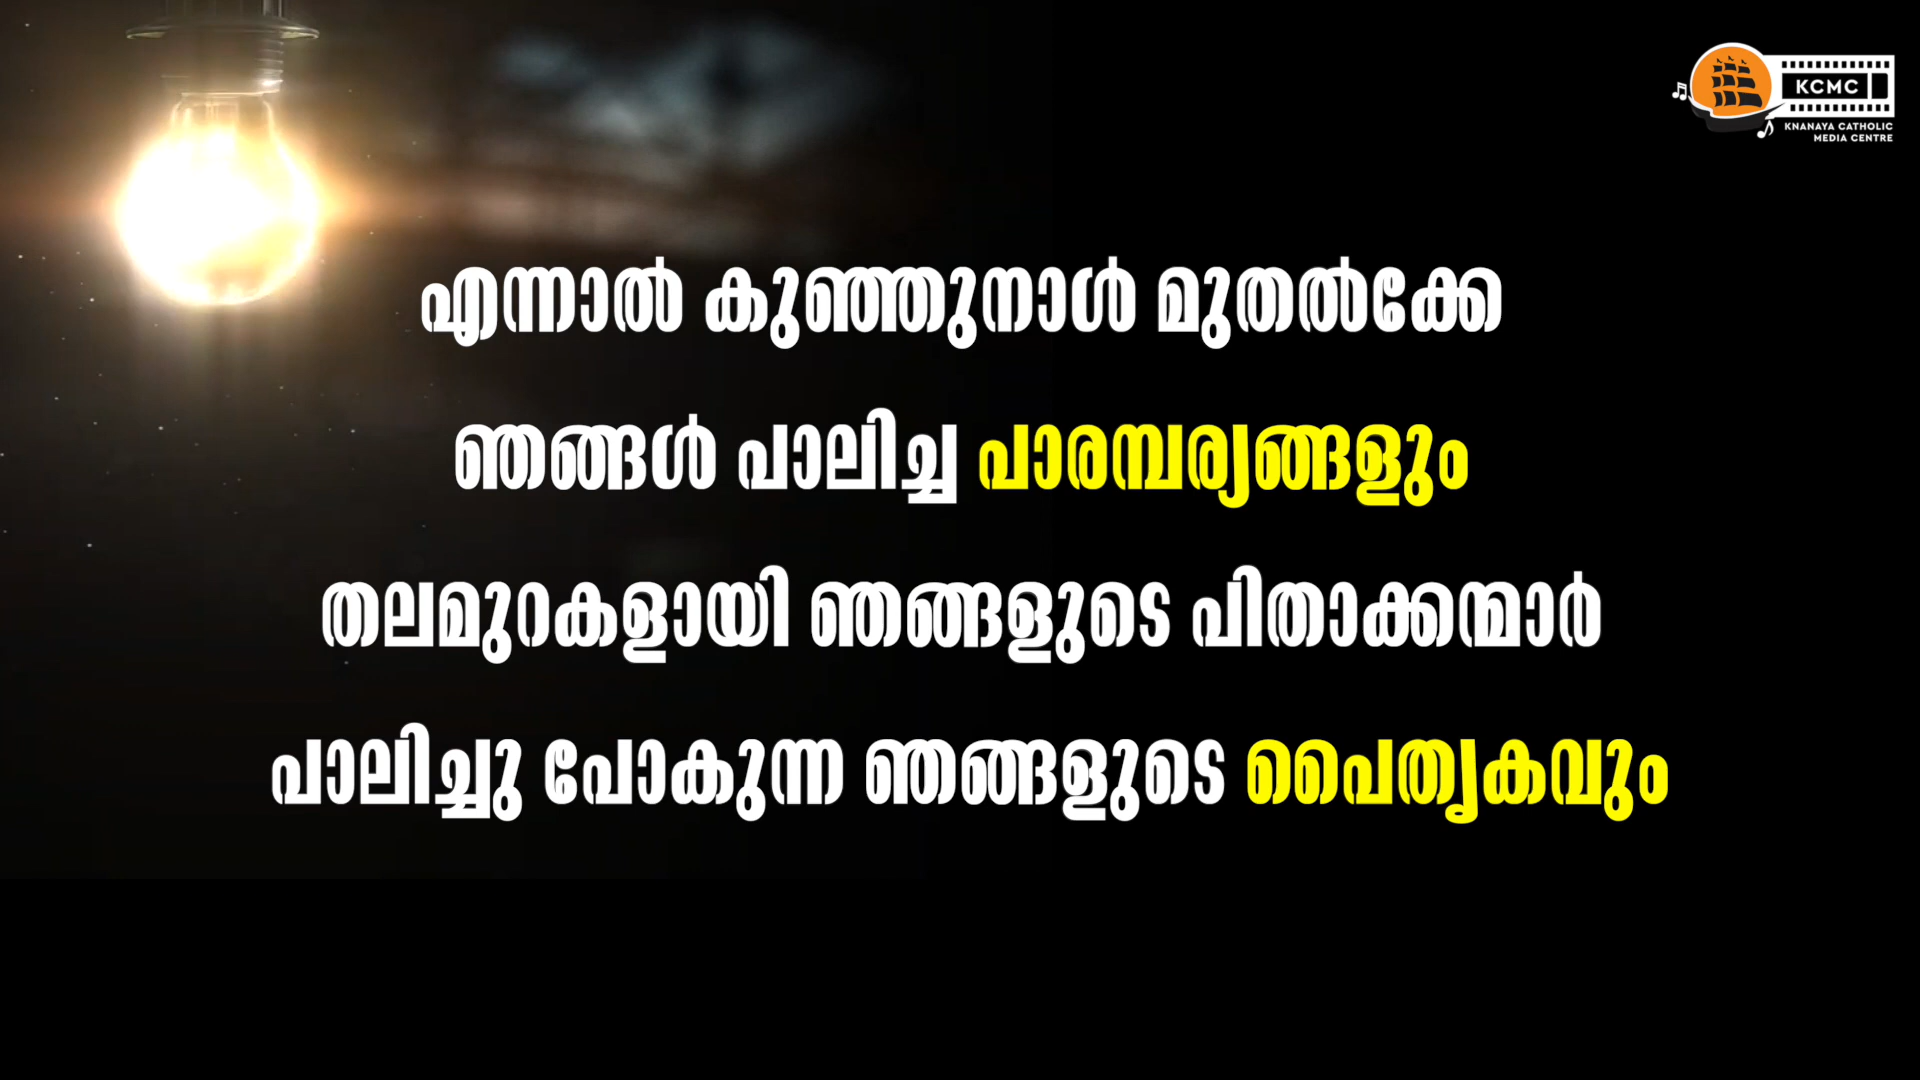 KCMC
KNANAYA CATHOLIC
MEDIA CENTRE
എന്നാൽ കുഞ്ഞുനാൾ മുതൽക്കേ
ഞങ്ങൾ പാലിച്ച പാരമ്പര്യങ്ങളും
തലമുറകളായി ഞങ്ങളുടെ പിതാക്കന്മാർ
പാലിച്ചു പോകുന്ന ഞങ്ങളുടെ പൈതൃകവും